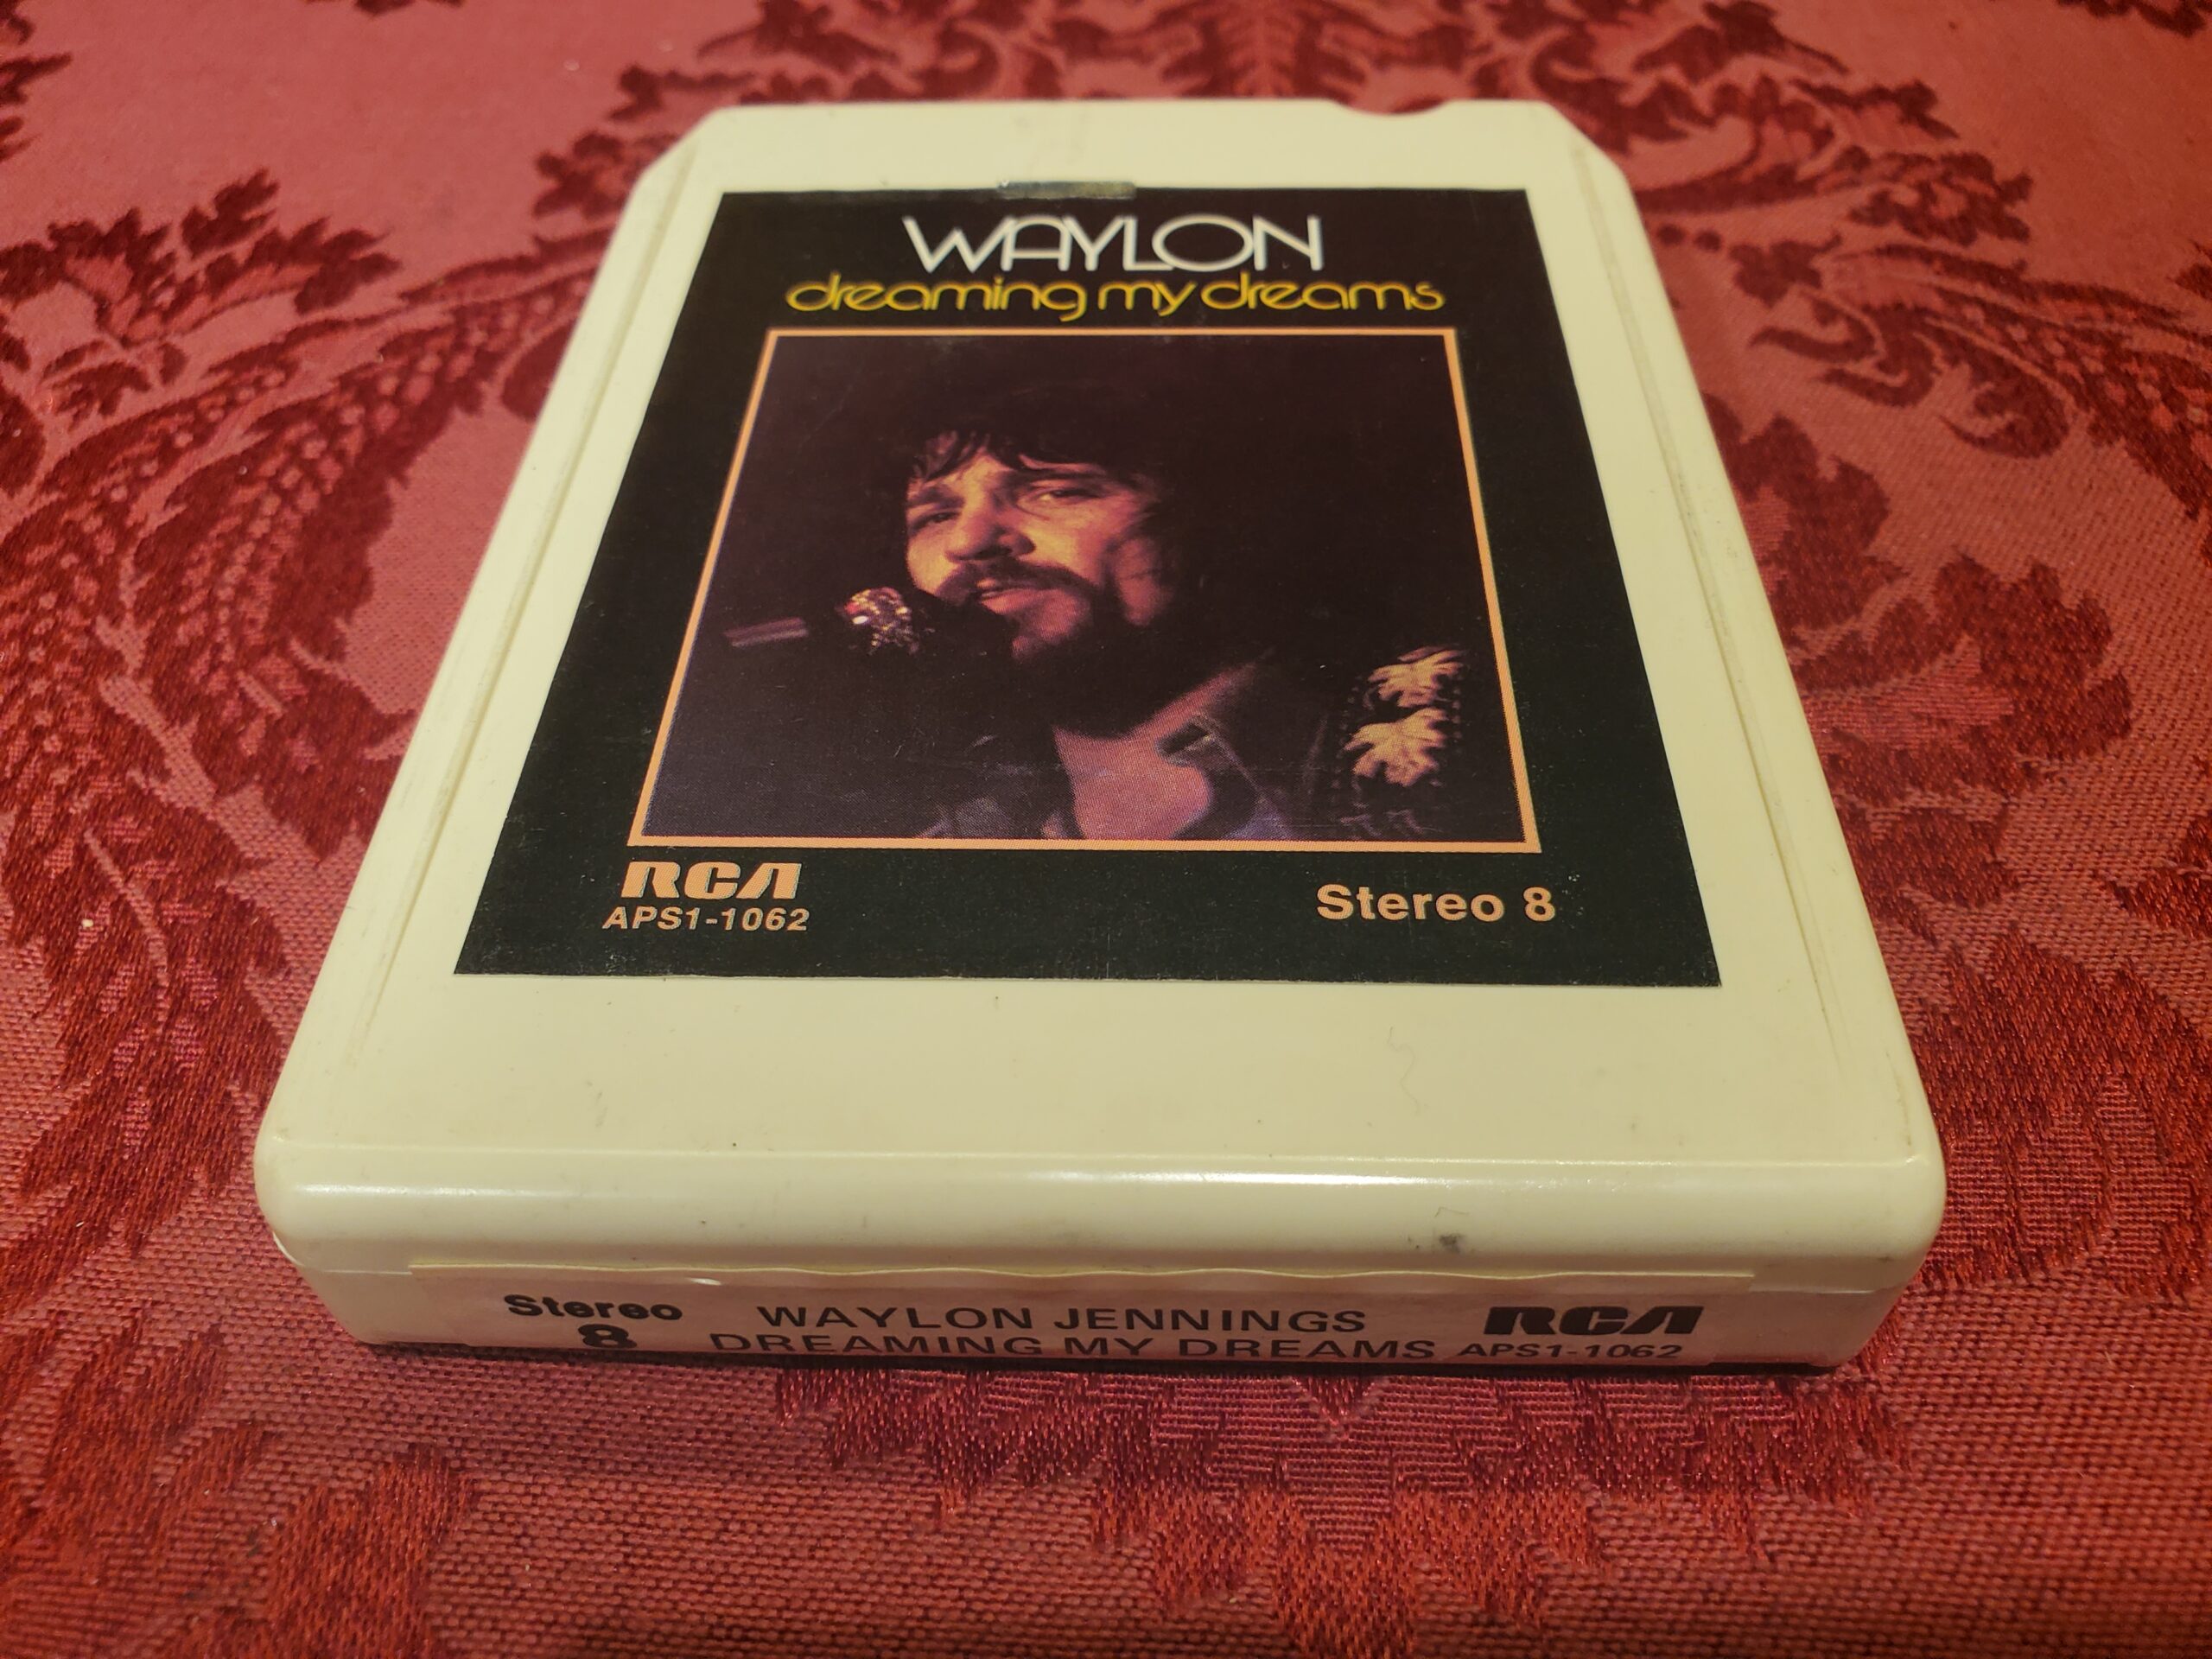 WAYLON
dreaming my dreams
RCA
APS1-1062
Stereo 8
Stereo
8
WAYLON JENNINGS
DREAMING MY DREAMS
RCA
APS1-1062